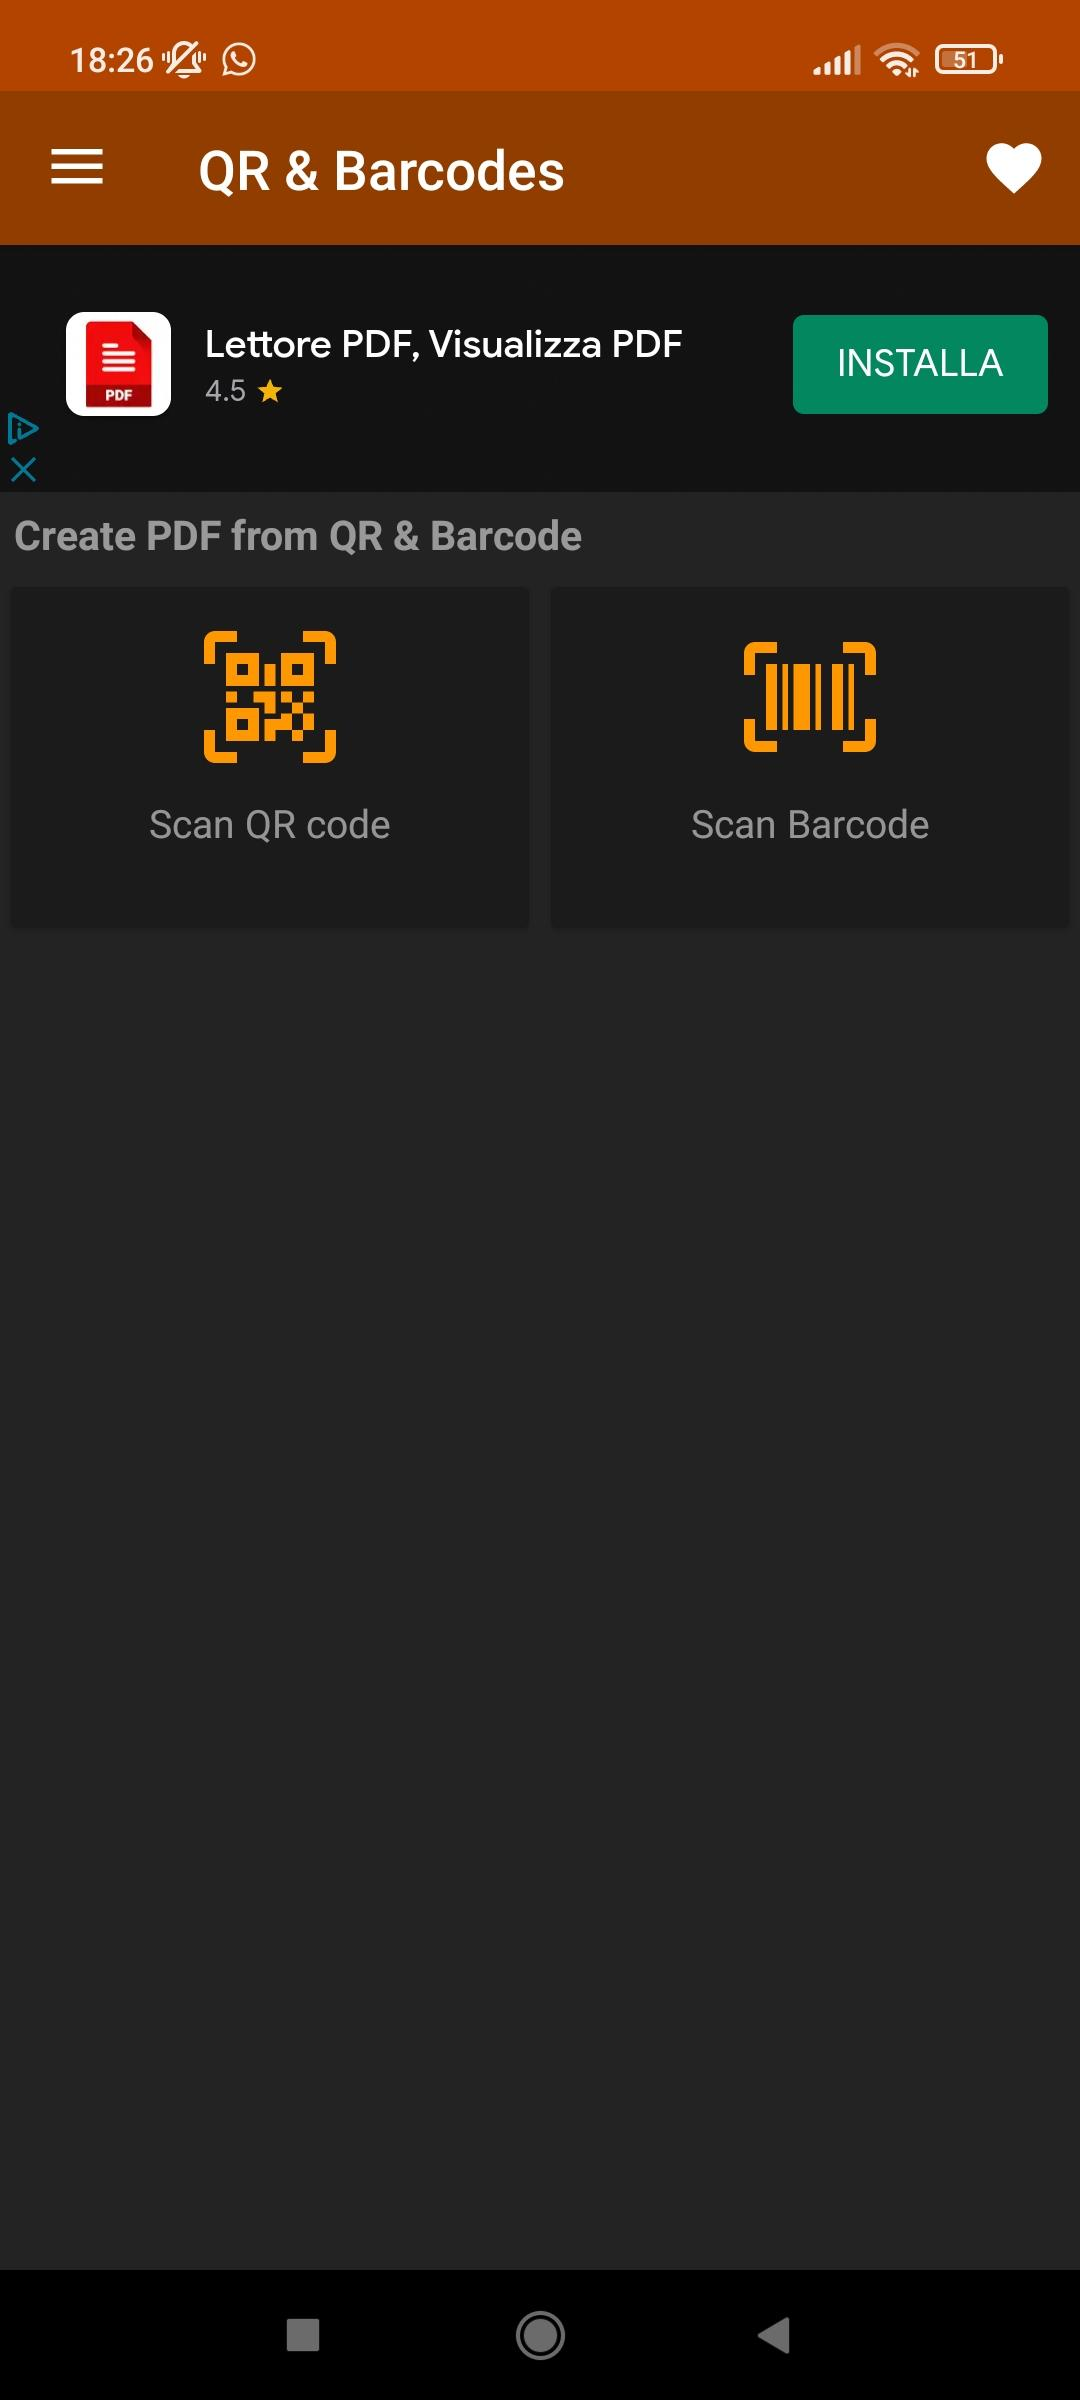 18:26
51
QR & Barcodes
Lettore PDF, Visualizza PDF
4.5
PDF
INSTALLA
Create PDF from QR & Barcode
Scan QR code
Scan Barcode